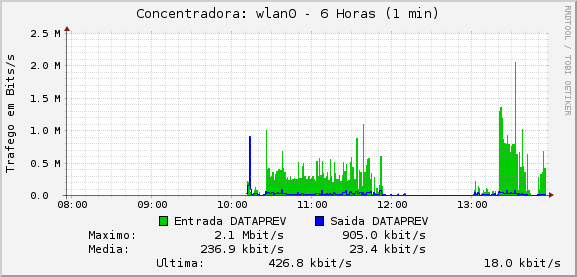 Concentradora: wlan0 - 6 Horas (1 min)
RRDTOOL / TOBI OETIKER
Trafego em Bits/s
2.5 M
2.0 M
1.5 M
1.0 M
0.5 M
0.0
08:00 09:00 10:00 11:00 12:00 13:00
Entrada DATAPREV Saida DATAPREV
Maximo: 2.1 Mbit/s 905.0 kbit/s
Media: 236.9 kbit/s 23.4 kbit/s
Ultima: 426.8 kbit/s 18.0 kbit/s